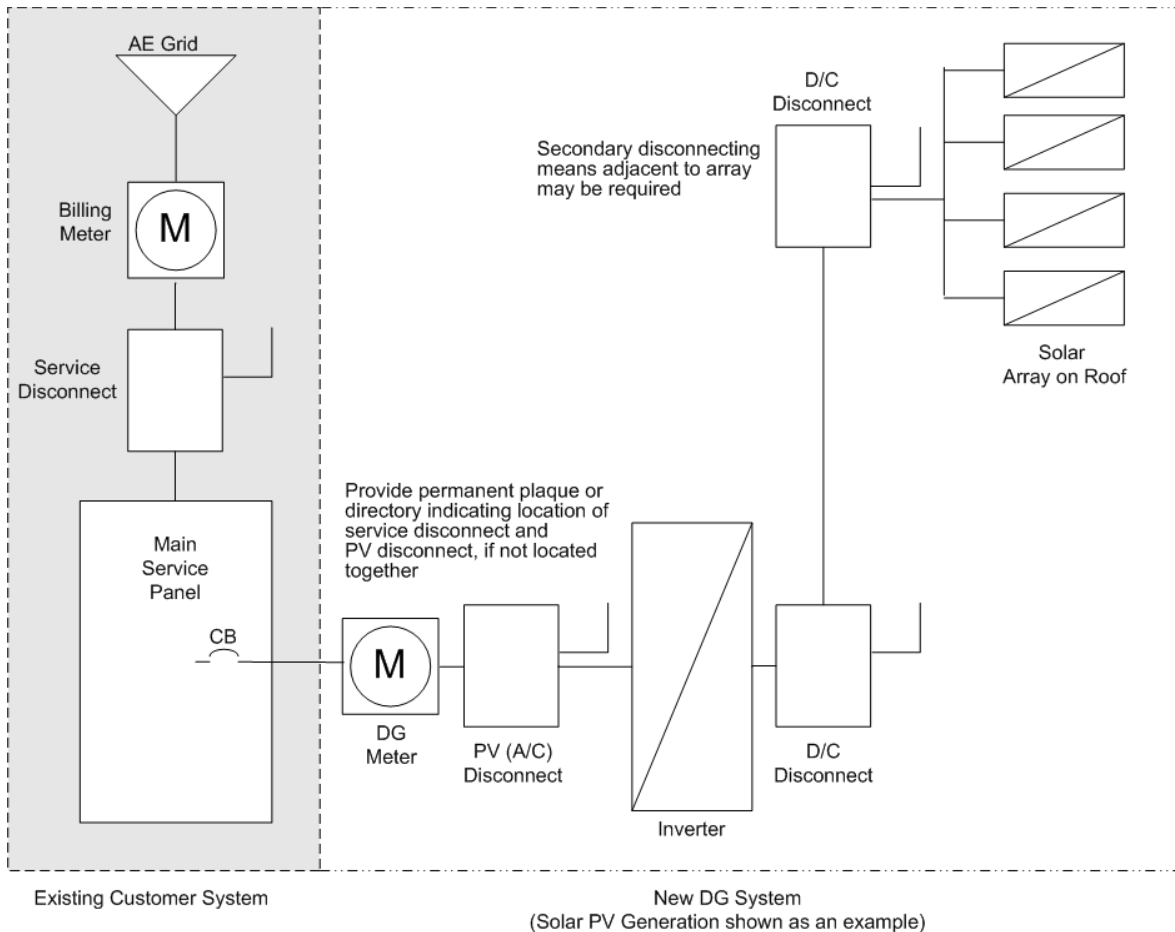 AE Grid
Billing
Meter
M
Service
Disconnect
Main
Service
Panel
CB
Provide permanent plaque or
directory indicating location of
service disconnect and
PV disconnect, if not located
together
M
DG
Meter
PV (A/C)
Disconnect
Inverter
D/C
Disconnect
D/C
Disconnect
Secondary disconnecting
means adjacent to array
may be required
Solar
Array on Roof
Existing Customer System
New DG System
(Solar PV Generation shown as an example)